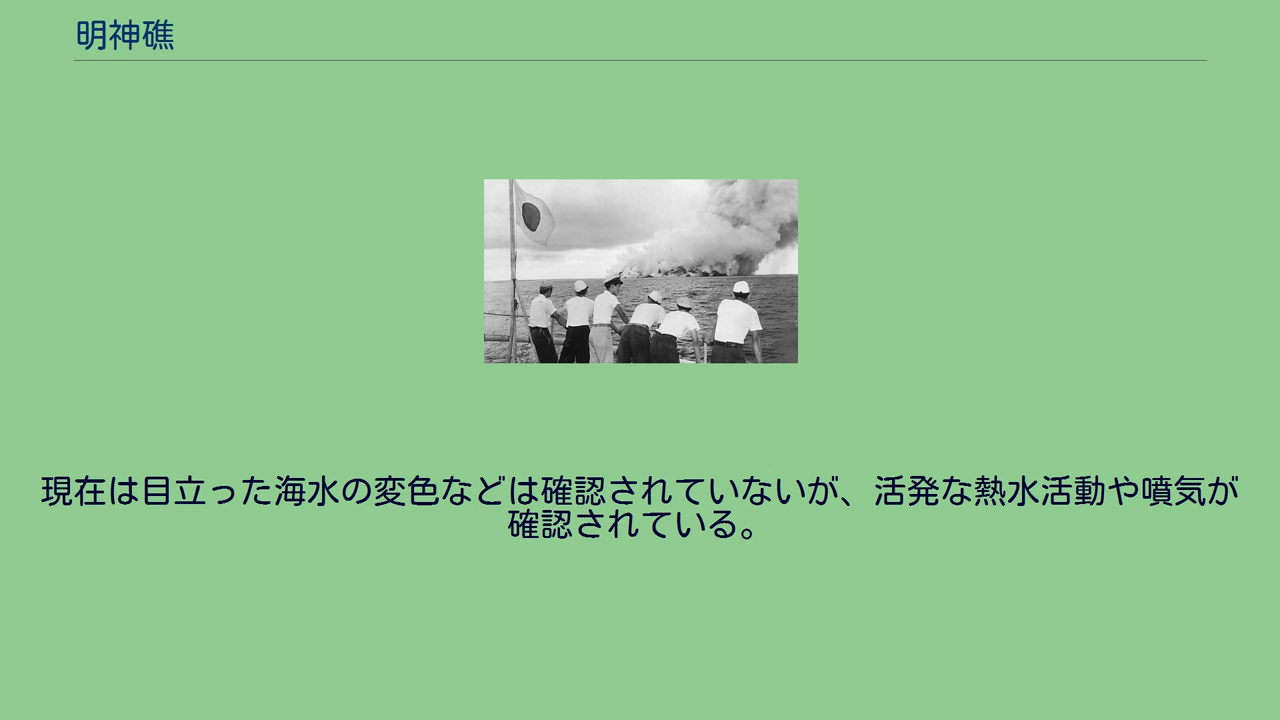 明神礁
現在は目立った海水の変色などは確認されていないが、活発な熱水活動や噴気が
確認されている。